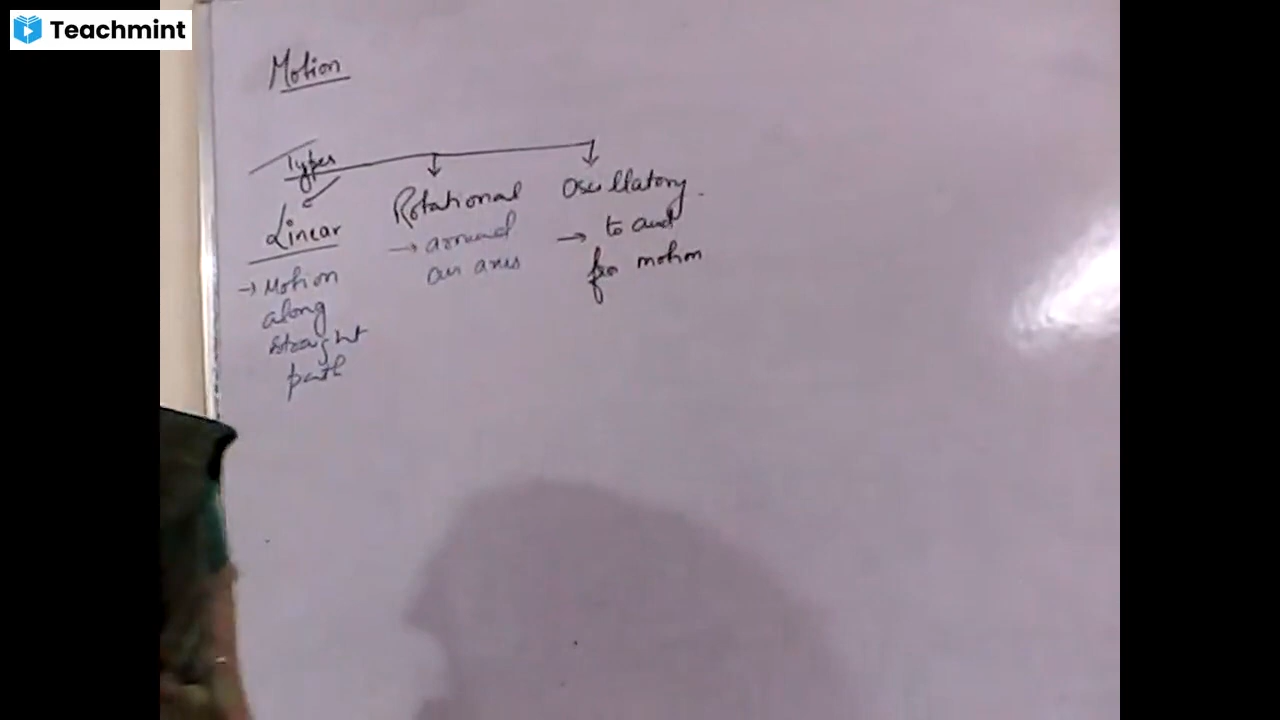 Teachmint
Motion
Types
Linear
→ Motion
along
straight
path
Rotational
→ around
an axis
Oscillatory
→ to and
fro motion